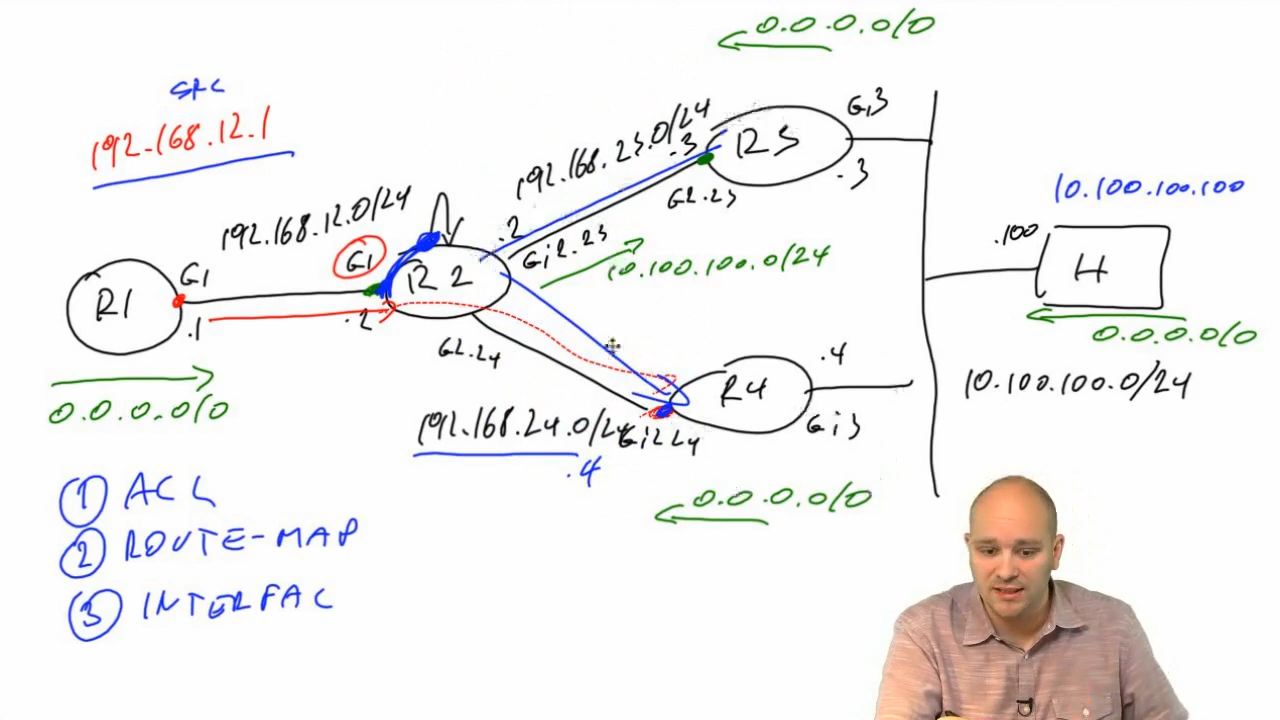 0.0.0.0/0
SRC
192.168.12.1
192.168.12.0/24
G1
R1
.1
0.0.0.0/0
G1
.2
R2
192.168.23.0/24
.3
.2
Gi2.23
G2.23
R3
Gi3
.3
10.100.100.0/24
G2.24
192.168.24.0/24
.4
Gi2.24
R4
.4
Gi3
0.0.0.0/0
10.100.100.100
.100
H
0.0.0.0/0
10.100.100.0/24
① ACL
② ROUTE-MAP
③ INTERFAC